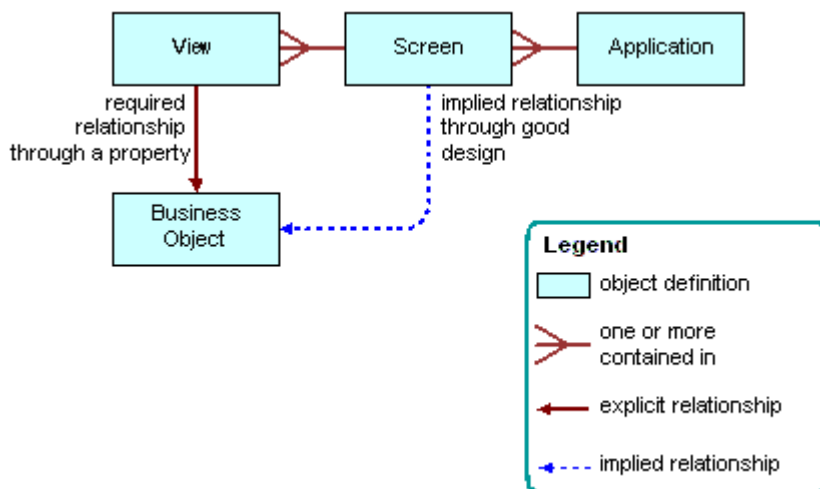 View
Screen
Application
required
relationship
through a property
implied relationship
through good
design
Business
Object
Legend
object definition
one or more
contained in
explicit relationship
implied relationship